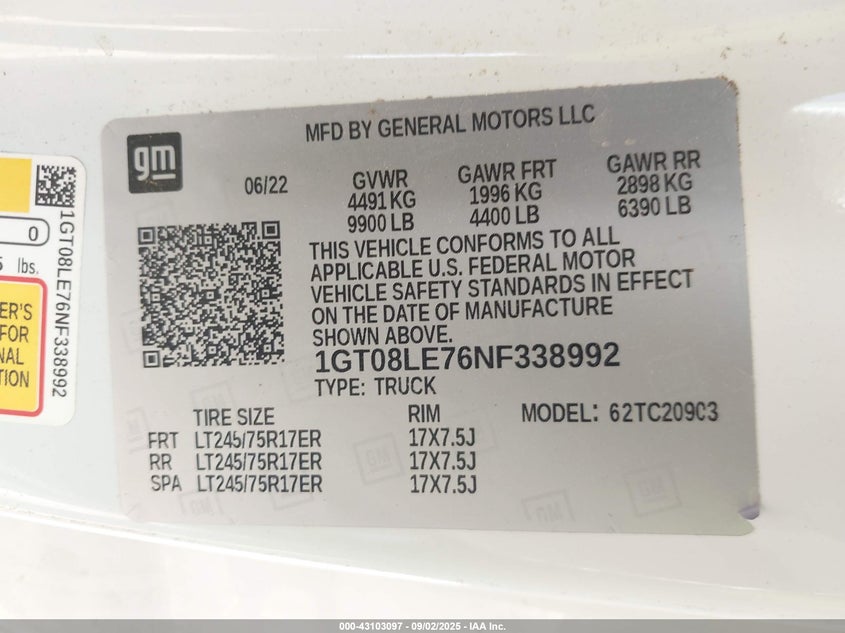 MFD BY GENERAL MOTORS LLC
gm
06/22
GVWR
4491 KG
9900 LB
GAWR FRT
1996 KG
4400 LB
GAWR RR
2898 KG
6390 LB
THIS VEHICLE CONFORMS TO ALL
APPLICABLE U.S. FEDERAL MOTOR
VEHICLE SAFETY STANDARDS IN EFFECT
ON THE DATE OF MANUFACTURE
SHOWN ABOVE.
1GT08LE76NF338992
TYPE: TRUCK
TIRE SIZE RIM MODEL: 62TC20903
FRT LT245/75R17ER 17X7.5J
RR LT245/75R17ER 17X7.5J
SPA LT245/75R17ER 17X7.5J
1GT08LE76NF338992
0
lbs.
ER'S
FOR
NAL
TION
000-43103097 - 09/02/2025 - IAA Inc.